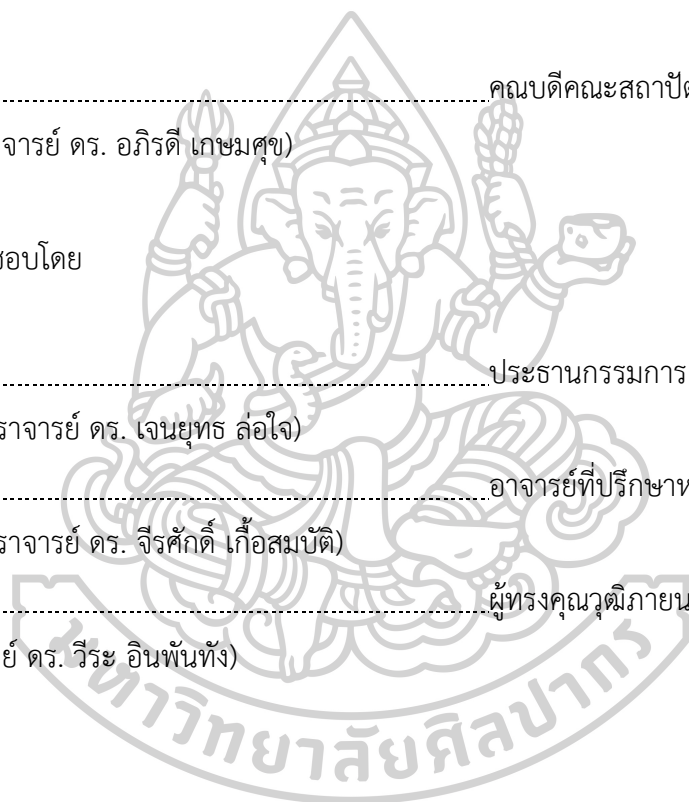 คณบดีคณะสถาปัต
จารย์ ดร. อภิรดี เกษมศุข)
สอบโดย
ประธานกรรมการ
ราจารย์ ดร. เจนยุทธ ล่อใจ)
อาจารย์ที่ปรึกษาห
ราจารย์ ดร. จีรศักดิ์ เกื้อสมบัติ)
ผู้ทรงคุณวุฒิภายน
ย์ ดร. วีระ อินพันทัง)
มหาวิทยาลัยศิลปากร